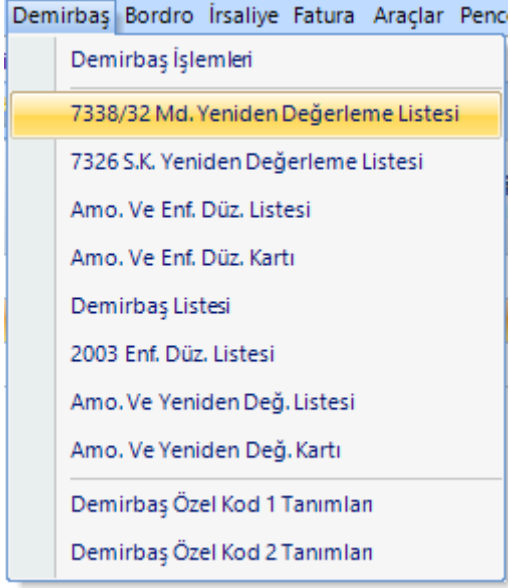 Demirbaş Bordro İrsaliye Fatura Araçlar Penc
Demirbaş İşlemleri
7338/32 Md. Yeniden Değerleme Listesi
7326 S.K. Yeniden Değerleme Listesi
Amo. Ve Enf. Düz. Listesi
Amo. Ve Enf. Düz. Kartı
Demirbaş Listesi
2003 Enf. Düz. Listesi
Amo. Ve Yeniden Değ. Listesi
Amo. Ve Yeniden Değ. Kartı
Demirbaş Özel Kod 1 Tanımları
Demirbaş Özel Kod 2 Tanımları